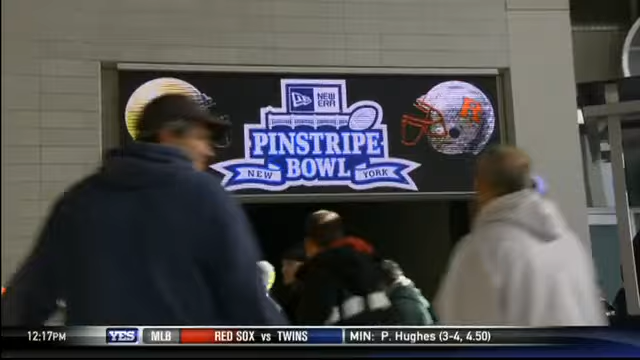 NEW ERA
PINSTRIPE
BOWL
NEW YORK
R
12:17PM YES MLB RED SOX vs TWINS MIN: P. Hughes (3-4, 4.50)